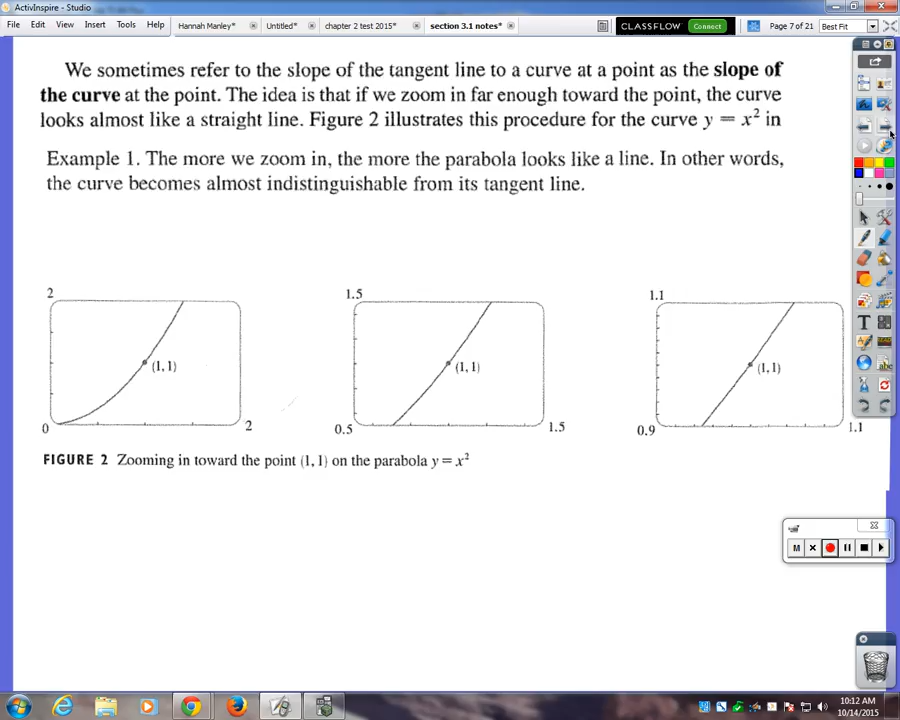 ActivInspire - Studio
File Edit View Insert Tools Help Hannah Manley* Untitled* chapter 2 test 2015* section 3.1 notes* CLASSFLOW Connect Page 7 of 21 Best Fit
We sometimes refer to the slope of the tangent line to a curve at a point as the slope of
the curve at the point. The idea is that if we zoom in far enough toward the point, the curve
looks almost like a straight line. Figure 2 illustrates this procedure for the curve y = x² in
Example 1. The more we zoom in, the more the parabola looks like a line. In other words,
the curve becomes almost indistinguishable from its tangent line.
2 1.5 1.1
(1, 1) (1, 1) (1, 1)
0 2 0.5 1.5 0.9 1.1
FIGURE 2 Zooming in toward the point (1, 1) on the parabola y = x²
M
10:12 AM
10/14/2015